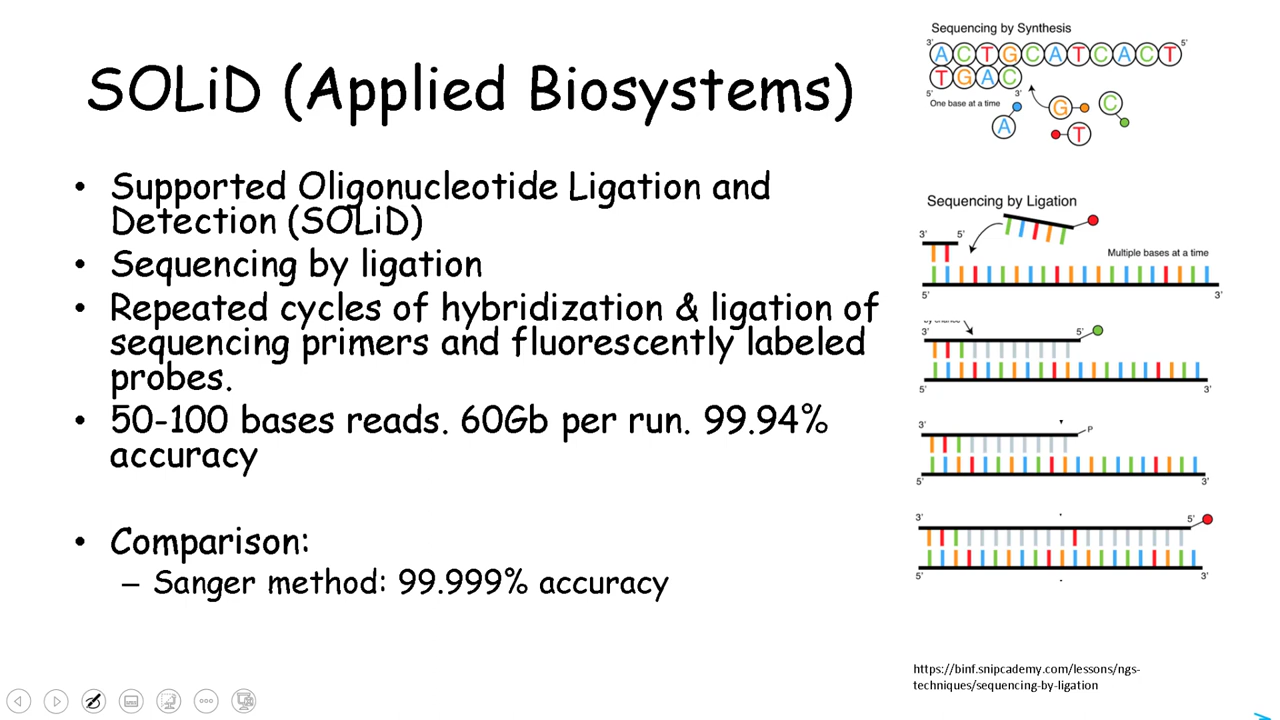 SOLiD (Applied Biosystems)
• Supported Oligonucleotide Ligation and
Detection (SOLiD)
• Sequencing by ligation
• Repeated cycles of hybridization & ligation of
sequencing primers and fluorescently labeled
probes.
• 50-100 bases reads. 60Gb per run. 99.94%
accuracy
• Comparison:
– Sanger method: 99.999% accuracy
Sequencing by Synthesis
3' A C T G C A T C A C T 5'
T G A C
5' 3'
One base at a time
A G T C
Sequencing by Ligation
3' 5'
Multiple bases at a time
5' 3'
3' 5'
5' 3'
3' P
5' 3'
3' 5'
5' 3'
https://binf.snipcademy.com/lessons/ngs-
techniques/sequencing-by-ligation